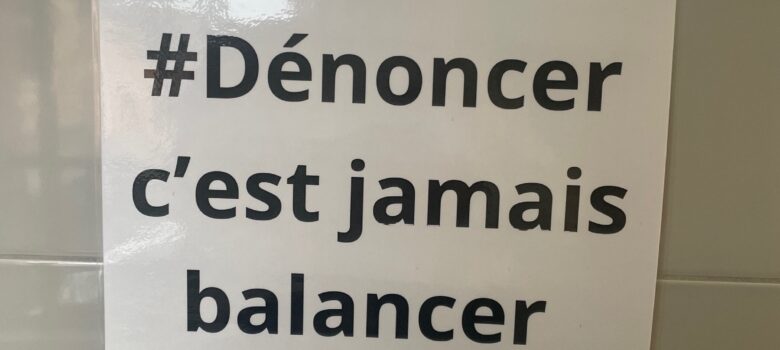 #Dénoncer
c’est jamais
balancer